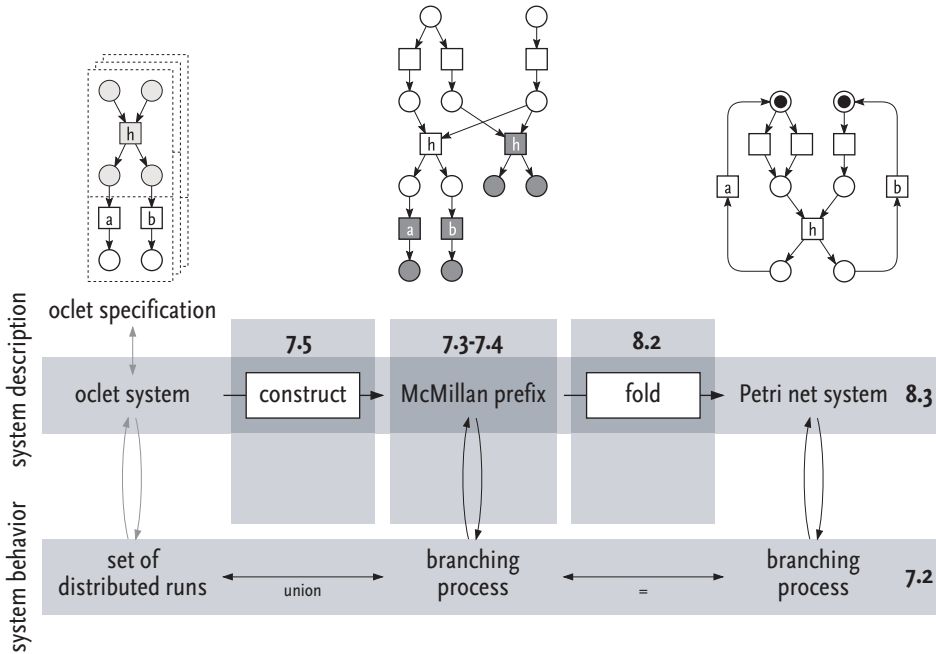 h
a b
h h
a b
a b
h
oclet specification
system description
7.5 7.3-7.4 8.2
oclet system construct McMillan prefix fold Petri net system 8.3
system behavior
set of distributed runs
union
branching process
=
branching process
7.2